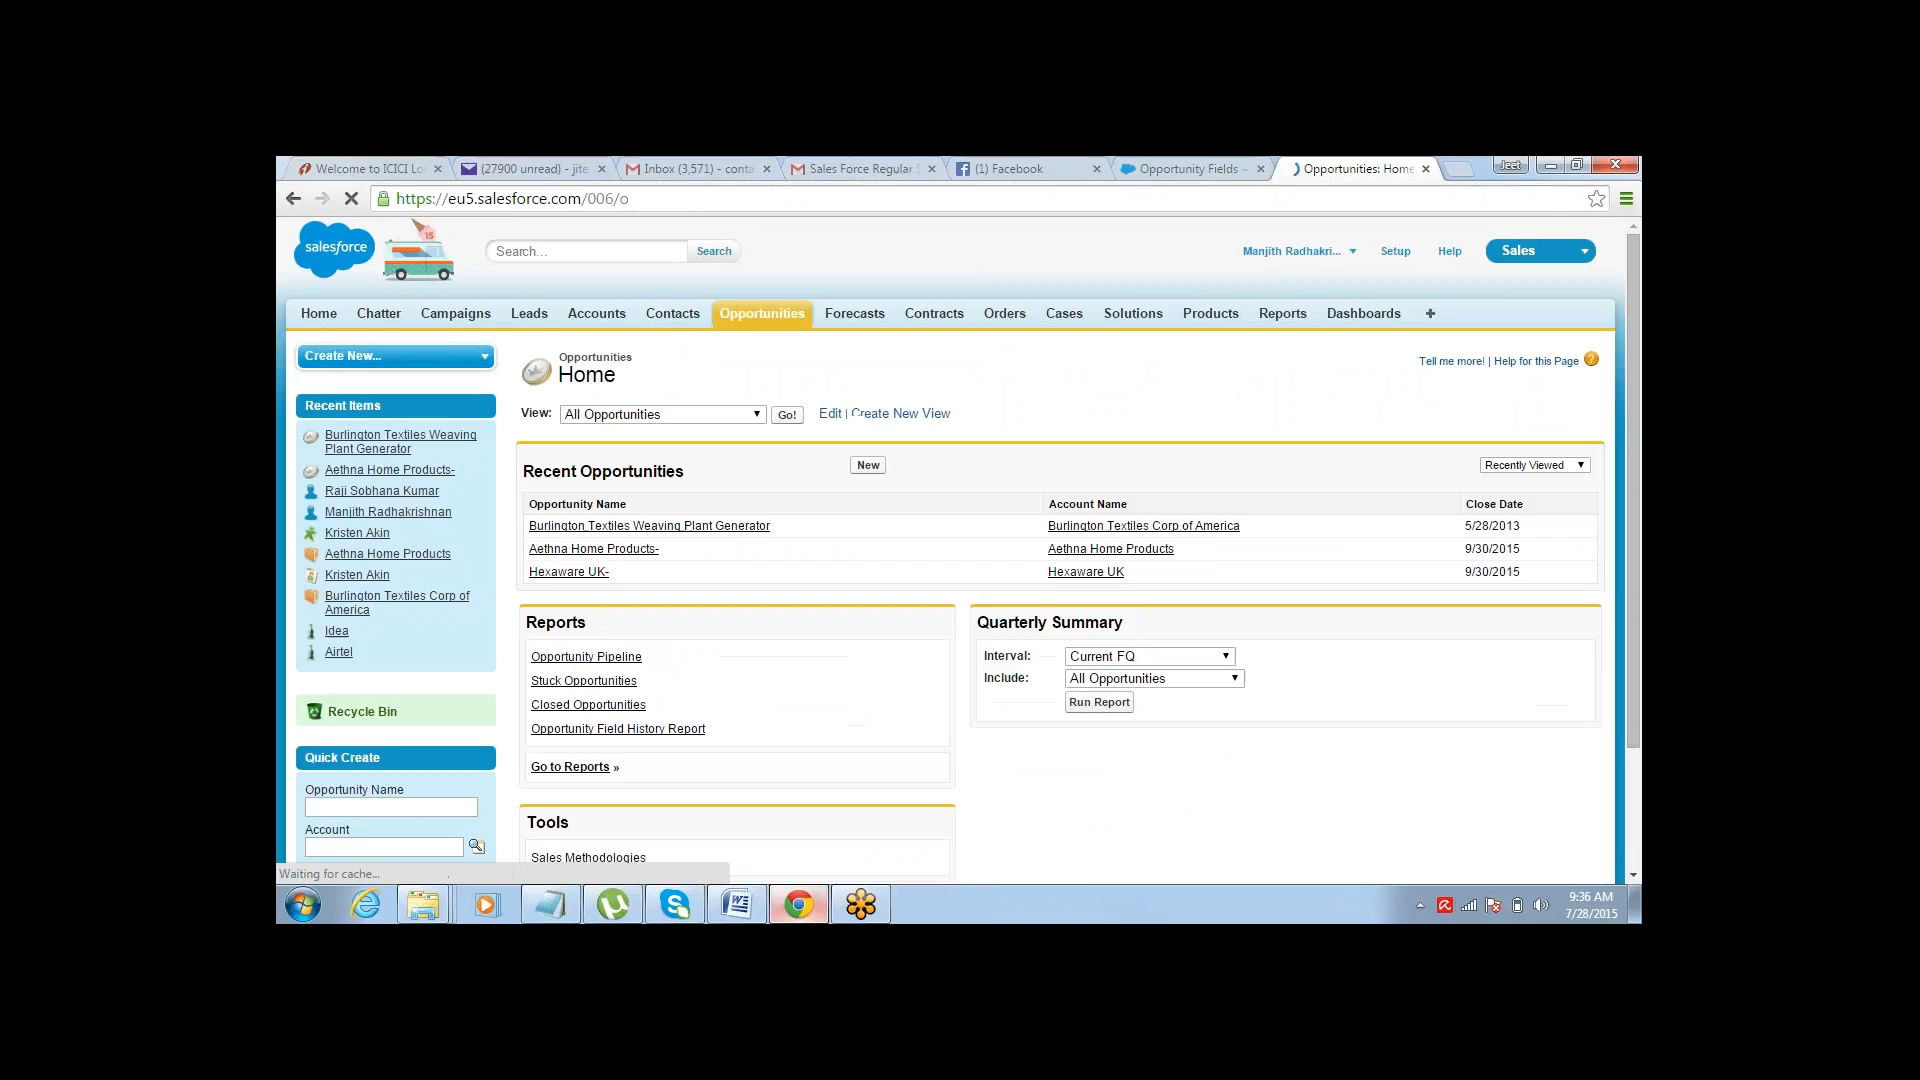 Welcome to ICICI Lo
(27900 unread) - jite
Inbox (3,571) - conta
Sales Force Regular
(1) Facebook
Opportunity Fields –
Opportunities: Home
Jeet
https://eu5.salesforce.com/006/o
salesforce
15
Search...
Search
Manjith Radhakri...
Setup
Help
Sales
Home
Chatter
Campaigns
Leads
Accounts
Contacts
Opportunities
Forecasts
Contracts
Orders
Cases
Solutions
Products
Reports
Dashboards
+
Create New...
Recent Items
Burlington Textiles Weaving
Plant Generator
Aethna Home Products-
Raji Sobhana Kumar
Manjith Radhakrishnan
Kristen Akin
Aethna Home Products
Kristen Akin
Burlington Textiles Corp of
America
Idea
Airtel
Recycle Bin
Quick Create
Opportunity Name
Account
Waiting for cache...
Opportunities
Home
Tell me more! | Help for this Page ?
View: All Opportunities Go! Edit | Create New View
Recent Opportunities New Recently Viewed
Opportunity Name Account Name Close Date
Burlington Textiles Weaving Plant Generator Burlington Textiles Corp of America 5/28/2013
Aethna Home Products- Aethna Home Products 9/30/2015
Hexaware UK- Hexaware UK 9/30/2015
Reports
Opportunity Pipeline
Stuck Opportunities
Closed Opportunities
Opportunity Field History Report
Go to Reports »
Quarterly Summary
Interval: Current FQ
Include: All Opportunities
Run Report
Tools
Sales Methodologies
9:36 AM
7/28/2015